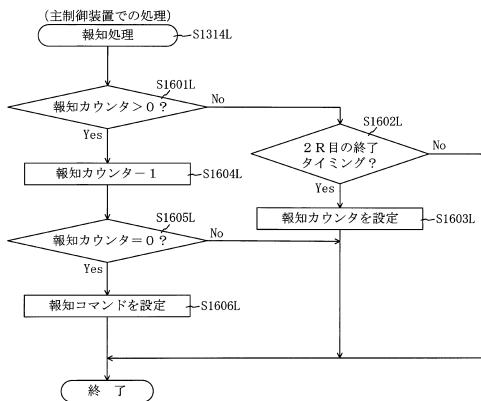 (主制御装置での処理)
報知処理
S1314L
S1601L
報知カウンタ>0?
No
Yes
S1602L
2R目の終了
タイミング?
No
Yes
報知カウンタ-1
S1604L
報知カウンタを設定
S1603L
S1605L
報知カウンタ=0?
No
Yes
報知コマンドを設定
S1606L
終 了